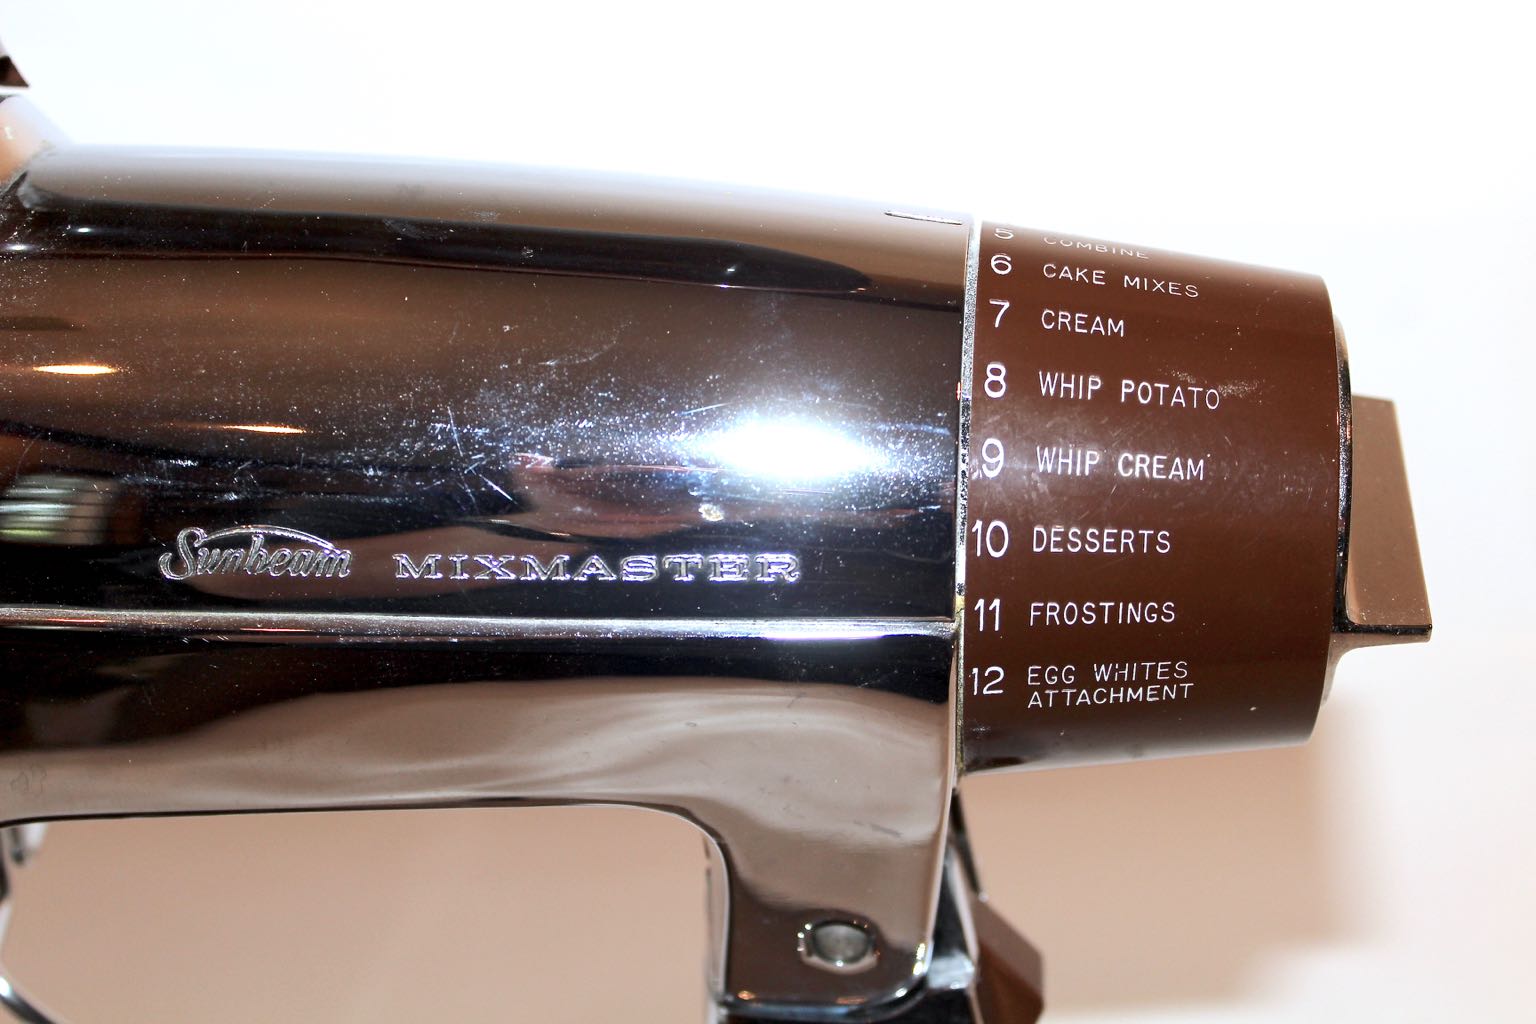 5 COMBINE
6 CAKE MIXES
7 CREAM
8 WHIP POTATO
9 WHIP CREAM
10 DESSERTS
11 FROSTINGS
12 EGG WHITES
ATTACHMENT
Sunbeam MIXMASTER